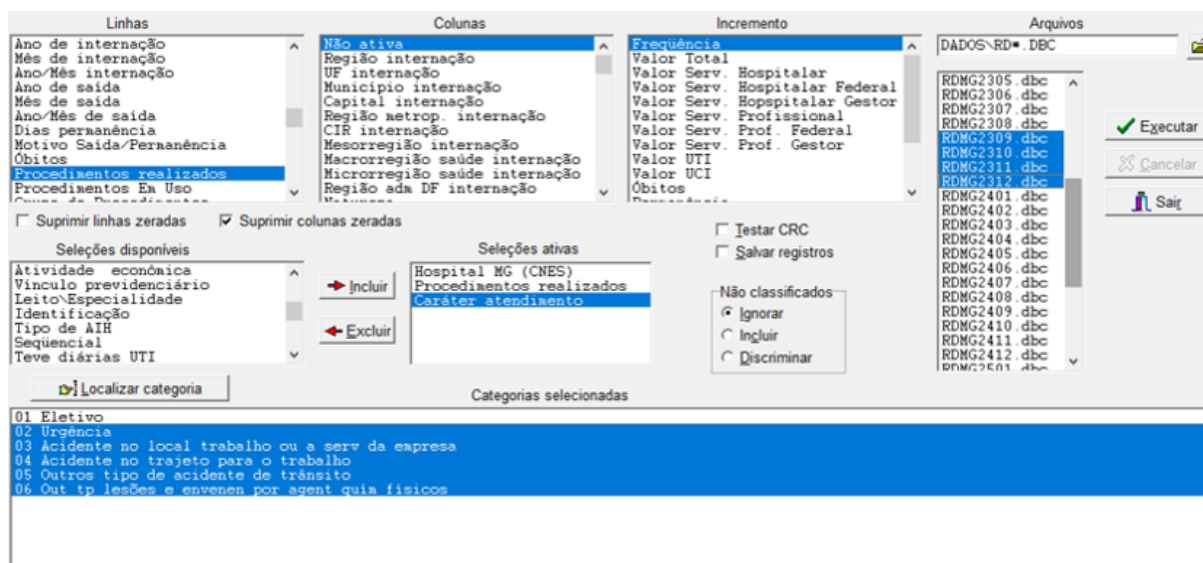 Linhas
Ano de internação
Mês de internação
Ano/Mês internação
Ano de saída
Mês de saída
Ano/Mês de saída
Dias permanência
Motivo Saída/Permanência
Óbitos
Procedimentos realizados
Procedimentos Em Uso
Colunas
Não ativa
Região internação
UF internação
Município internação
Capital internação
Região metrop. internação
CIR internação
Mesorregião internação
Macrorregião saúde internação
Microrregião saúde internação
Região adm DF internação
Incremento
Freqüência
Valor Total
Valor Serv. Hospitalar
Valor Serv. Hospitalar Federal
Valor Serv. Hopspitalar Gestor
Valor Serv. Profissional
Valor Serv. Prof. Federal
Valor Serv. Prof. Gestor
Valor UTI
Valor UCI
Óbitos
Arquivos
DADOS\RD*.DBC
RDMG2305.dbc
RDMG2306.dbc
RDMG2307.dbc
RDMG2308.dbc
RDMG2309.dbc
RDMG2310.dbc
RDMG2311.dbc
RDMG2312.dbc
RDMG2401.dbc
RDMG2402.dbc
RDMG2403.dbc
RDMG2404.dbc
RDMG2405.dbc
RDMG2406.dbc
RDMG2407.dbc
RDMG2408.dbc
RDMG2409.dbc
RDMG2410.dbc
RDMG2411.dbc
RDMG2412.dbc
RDMG2501.dbc
Executar
Cancelar
Sair
Suprimir linhas zeradas
Suprimir colunas zeradas
Testar CRC
Salvar registros
Seleções disponíveis
Atividade econômica
Vinculo previdenciário
Leito\Especialidade
Identificação
Tipo de AIH
Seqüencial
Teve diárias UTI
Incluir
Excluir
Seleções ativas
Hospital MG (CNES)
Procedimentos realizados
Caráter atendimento
Não classificados
Ignorar
Incluir
Discriminar
Localizar categoria
Categorias selecionadas
01 Eletivo
02 Urgência
03 Acidente no local trabalho ou a serv da empresa
04 Acidente no trajeto para o trabalho
05 Outros tipo de acidente de trânsito
06 Out tp lesões e envenen por agent quim físicos